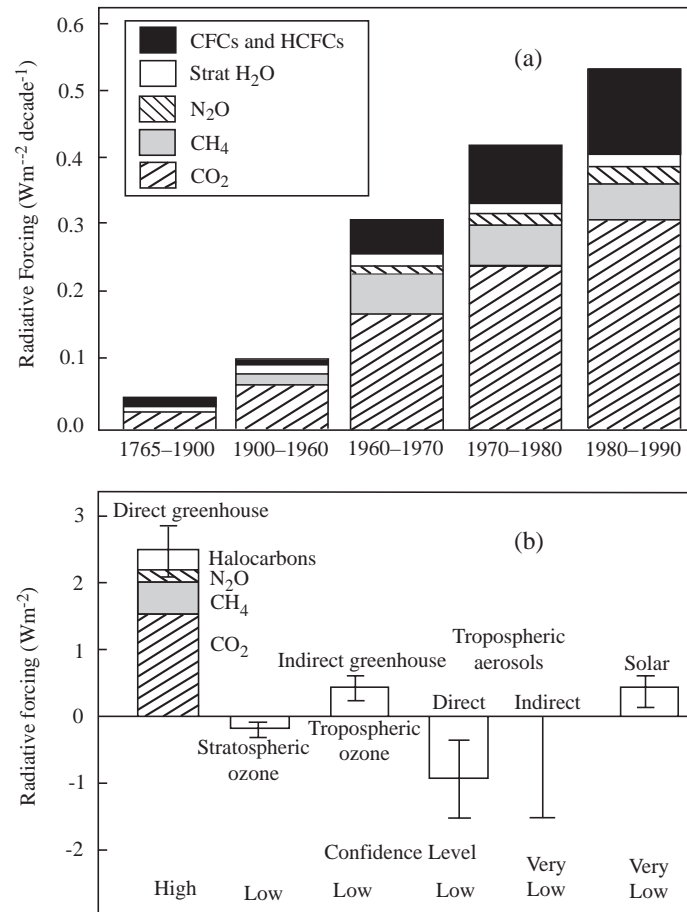 0.6
0.5
0.4
0.3
0.2
0.1
0.0
Radiative Forcing (Wm--2 decade-1)
CFCs and HCFCs
Strat H2O
N2O
CH4
CO2
(a)
1765–1900 1900–1960 1960–1970 1970–1980 1980–1990
3
2
1
0
-1
-2
Radiative forcing (Wm-2)
(b)
Direct greenhouse
Halocarbons
N2O
CH4
CO2
Stratospheric
ozone
Indirect greenhouse
Tropospheric
ozone
Tropospheric
aerosols
Direct Indirect
Solar
Confidence Level
High Low Low Low Very Low Very Low